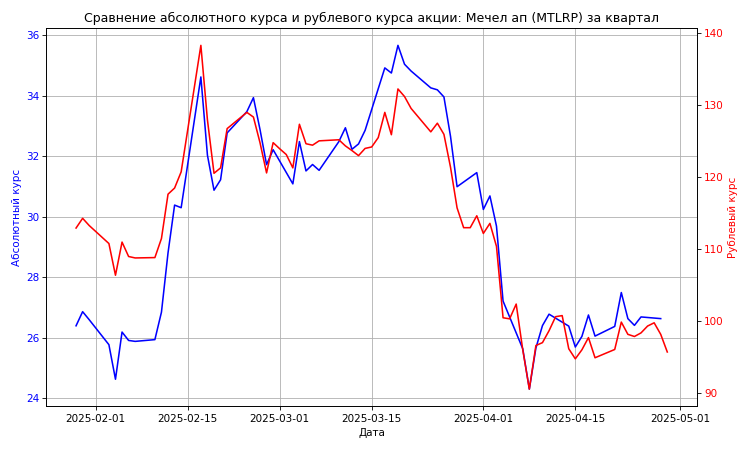 Сравнение абсолютного курса и рублевого курса акции: Мечел ап (MTLRP) за квартал
36
34
32
30
28
26
24
Абсолютный курс
140
130
120
110
100
90
Рублевый курс
2025-02-01 2025-02-15 2025-03-01 2025-03-15 2025-04-01 2025-04-15 2025-05-01
Дата